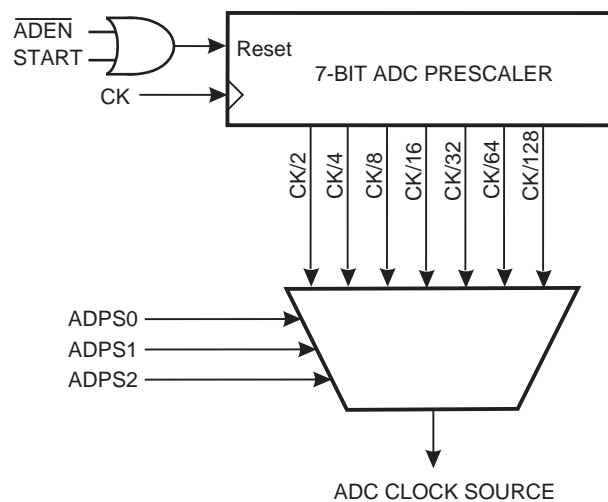 ADEN
START
Reset
7-BIT ADC PRESCALER
CK
CK/2
CK/4
CK/8
CK/16
CK/32
CK/64
CK/128
ADPS0
ADPS1
ADPS2
ADC CLOCK SOURCE